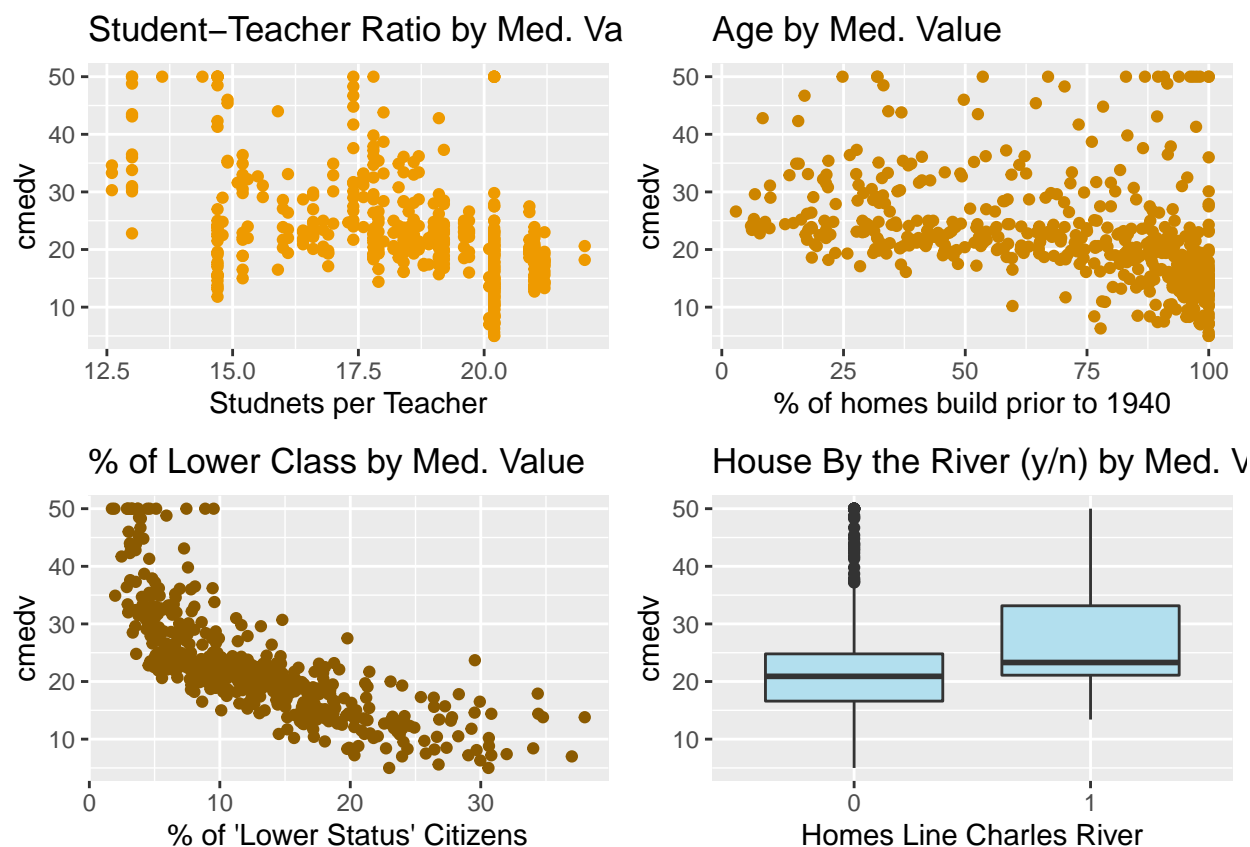 Student−Teacher Ratio by Med. Va
50
40
30
20
10
cmedv
12.5 15.0 17.5 20.0
Studnets per Teacher
Age by Med. Value
50
40
30
20
10
cmedv
0 25 50 75 100
% of homes build prior to 1940
% of Lower Class by Med. Value
50
40
30
20
10
cmedv
0 10 20 30
% of 'Lower Status' Citizens
House By the River (y/n) by Med. V
50
40
30
20
10
cmedv
0 1
Homes Line Charles River